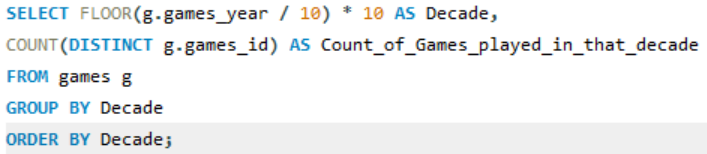 SELECT FLOOR(g.games_year / 10) * 10 AS Decade,
COUNT(DISTINCT g.games_id) AS Count_of_Games_played_in_that_decade
FROM games g
GROUP BY Decade
ORDER BY Decade;